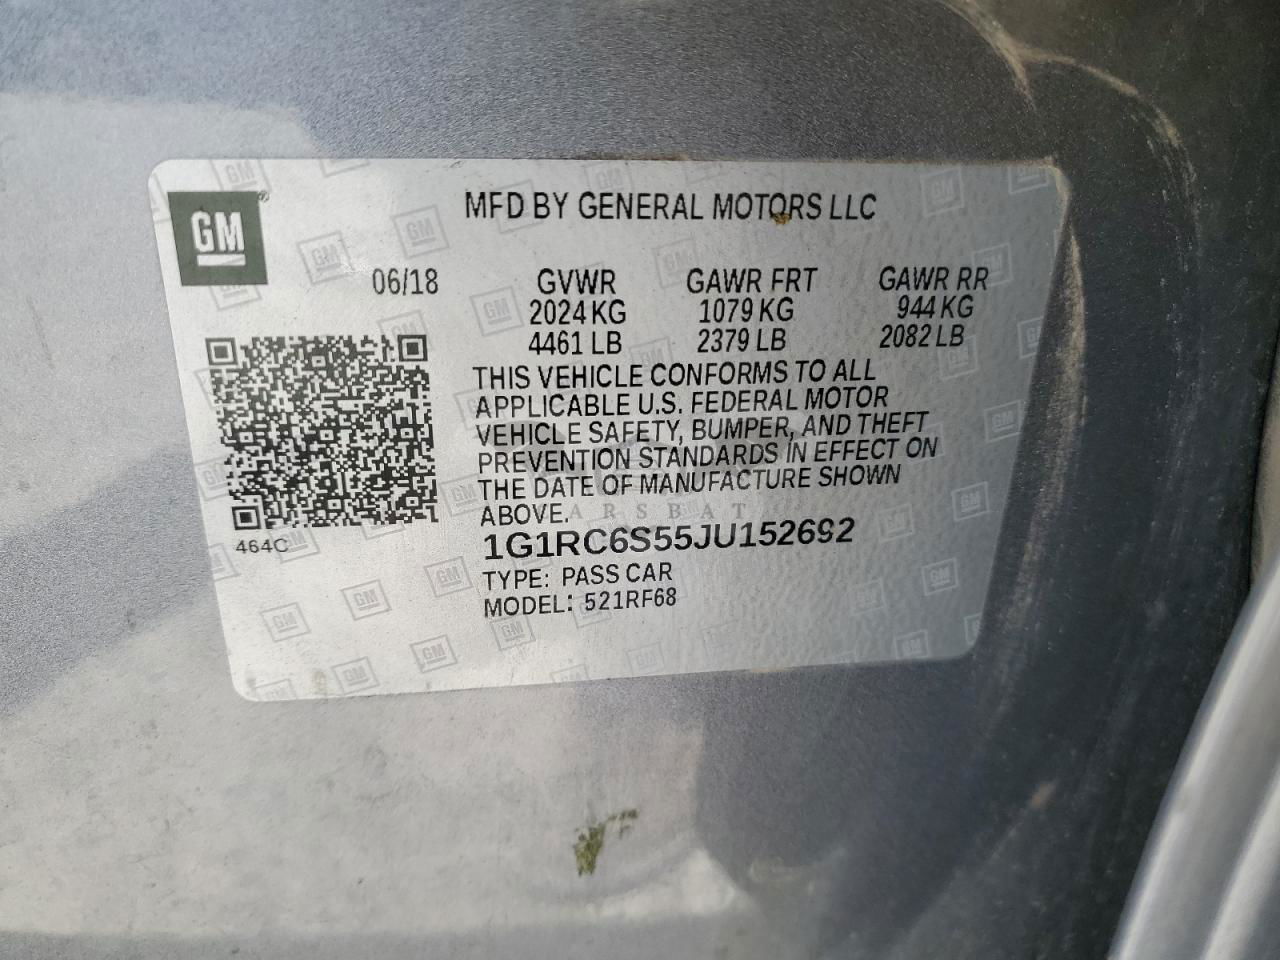 GM
MFD BY GENERAL MOTORS LLC
06/18 GVWR GAWR FRT GAWR RR
2024 KG 1079 KG 944 KG
4461 LB 2379 LB 2082 LB
THIS VEHICLE CONFORMS TO ALL
APPLICABLE U.S. FEDERAL MOTOR
VEHICLE SAFETY, BUMPER, AND THEFT
PREVENTION STANDARDS IN EFFECT ON
THE DATE OF MANUFACTURE SHOWN
ABOVE.
464C
1G1RC6S55JU152692
TYPE: PASS CAR
MODEL: 521RF68